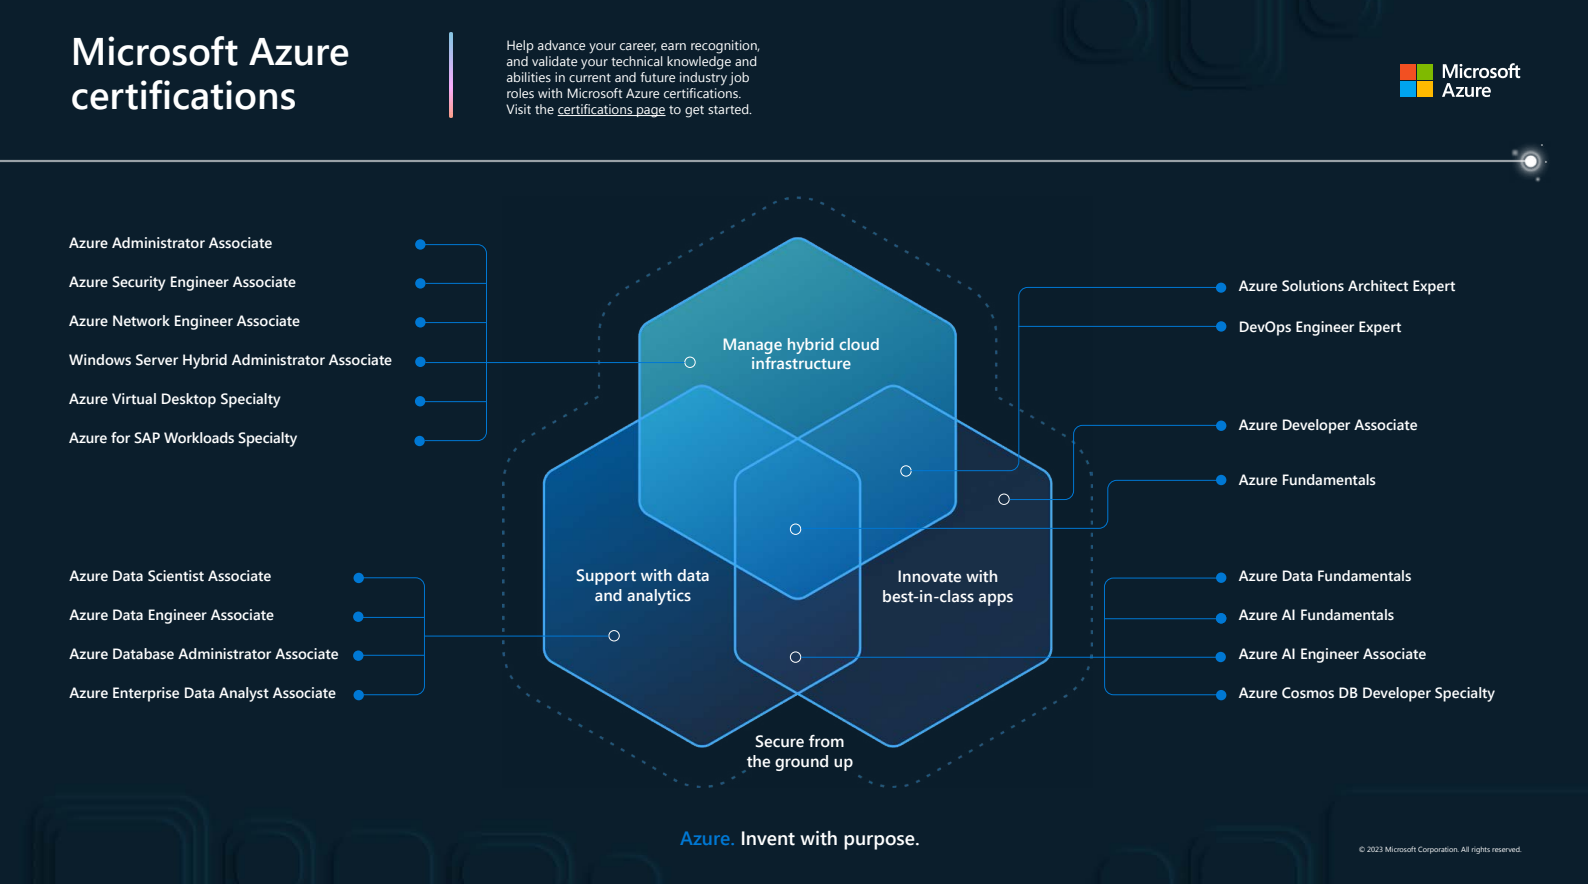 Microsoft Azure
certifications
Help advance your career, earn recognition,
and validate your technical knowledge and
abilities in current and future industry job
roles with Microsoft Azure certifications.
Visit the certifications page to get started.
Microsoft
Azure
Azure Administrator Associate
Azure Security Engineer Associate
Azure Network Engineer Associate
Windows Server Hybrid Administrator Associate
Azure Virtual Desktop Specialty
Azure for SAP Workloads Specialty
Azure Data Scientist Associate
Azure Data Engineer Associate
Azure Database Administrator Associate
Azure Enterprise Data Analyst Associate
Manage hybrid cloud
infrastructure
Support with data
and analytics
Innovate with
best-in-class apps
Secure from
the ground up
Azure Solutions Architect Expert
DevOps Engineer Expert
Azure Developer Associate
Azure Fundamentals
Azure Data Fundamentals
Azure AI Fundamentals
Azure AI Engineer Associate
Azure Cosmos DB Developer Specialty
Azure. Invent with purpose.
© 2023 Microsoft Corporation. All rights reserved.